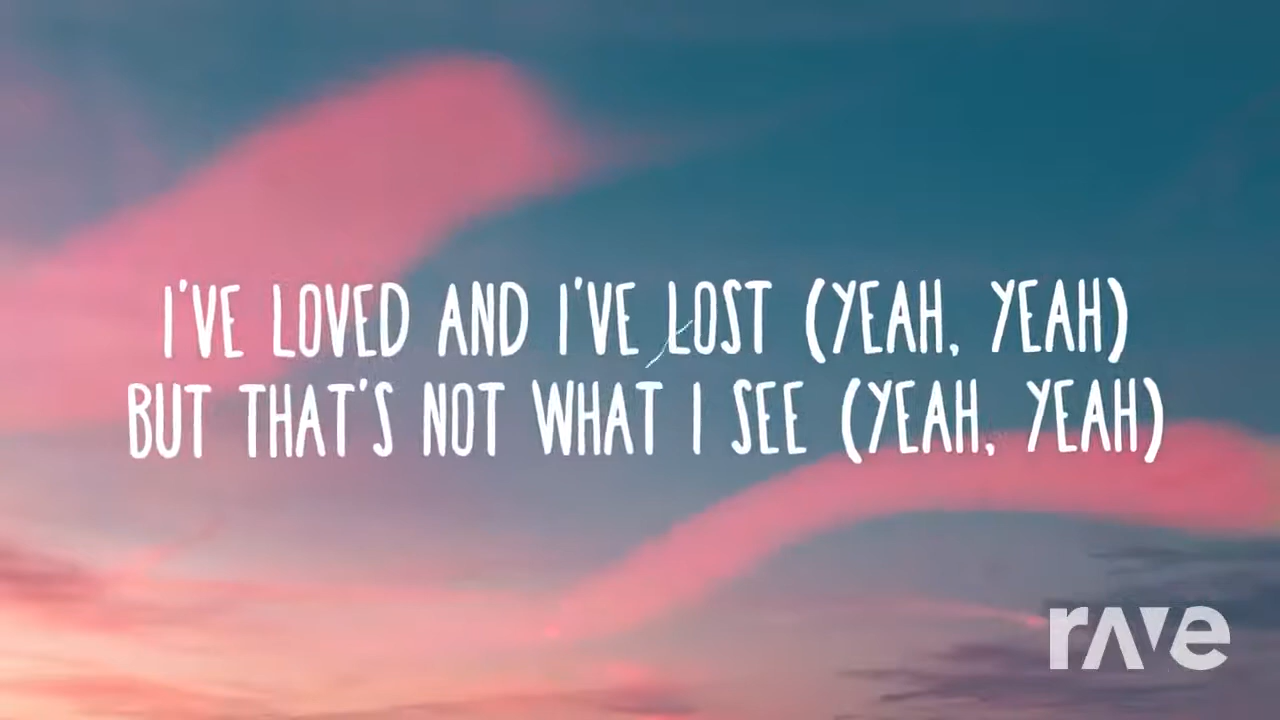 I'VE LOVED AND I'VE LOST (YEAH, YEAH)
BUT THAT'S NOT WHAT I SEE (YEAH, YEAH)
rave